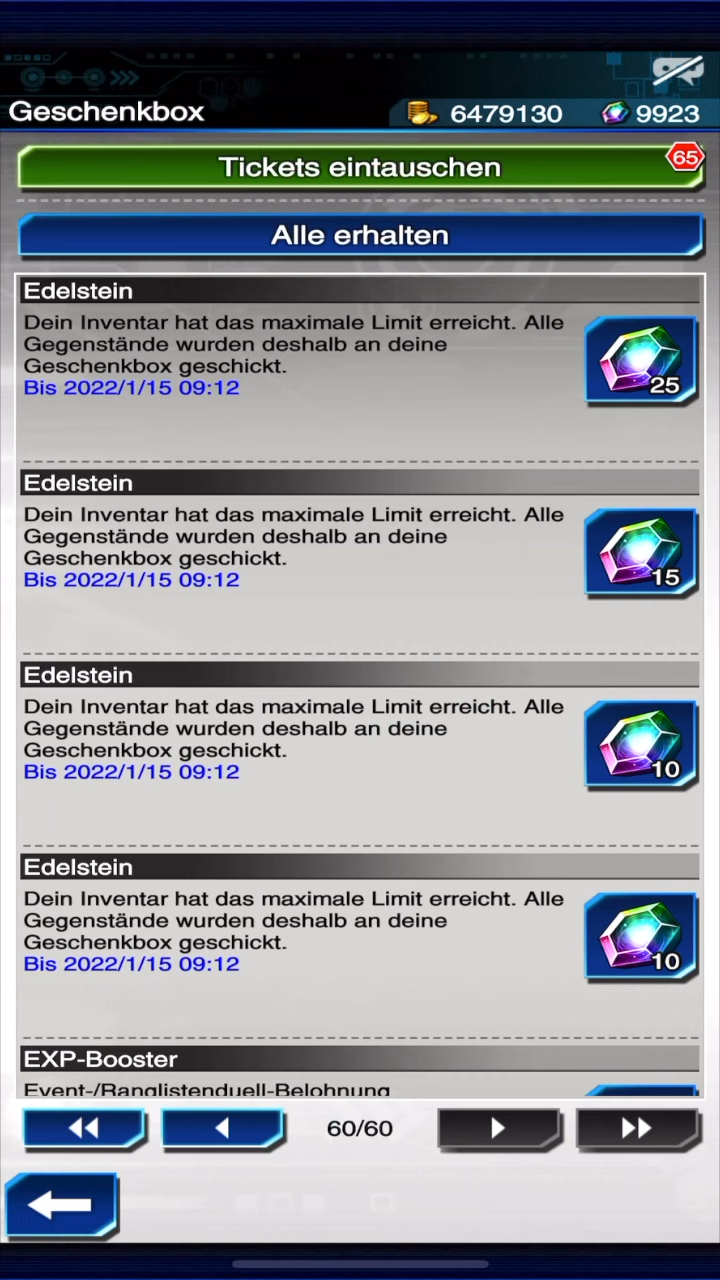 Geschenkbox
6479130
9923
Tickets eintauschen
65
Alle erhalten
Edelstein
Dein Inventar hat das maximale Limit erreicht. Alle
Gegenstände wurden deshalb an deine
Geschenkbox geschickt.
Bis 2022/1/15 09:12
25
Edelstein
Dein Inventar hat das maximale Limit erreicht. Alle
Gegenstände wurden deshalb an deine
Geschenkbox geschickt.
Bis 2022/1/15 09:12
15
Edelstein
Dein Inventar hat das maximale Limit erreicht. Alle
Gegenstände wurden deshalb an deine
Geschenkbox geschickt.
Bis 2022/1/15 09:12
10
Edelstein
Dein Inventar hat das maximale Limit erreicht. Alle
Gegenstände wurden deshalb an deine
Geschenkbox geschickt.
Bis 2022/1/15 09:12
10
EXP-Booster
Event-/Ranglistenduell-Belohnung
60/60